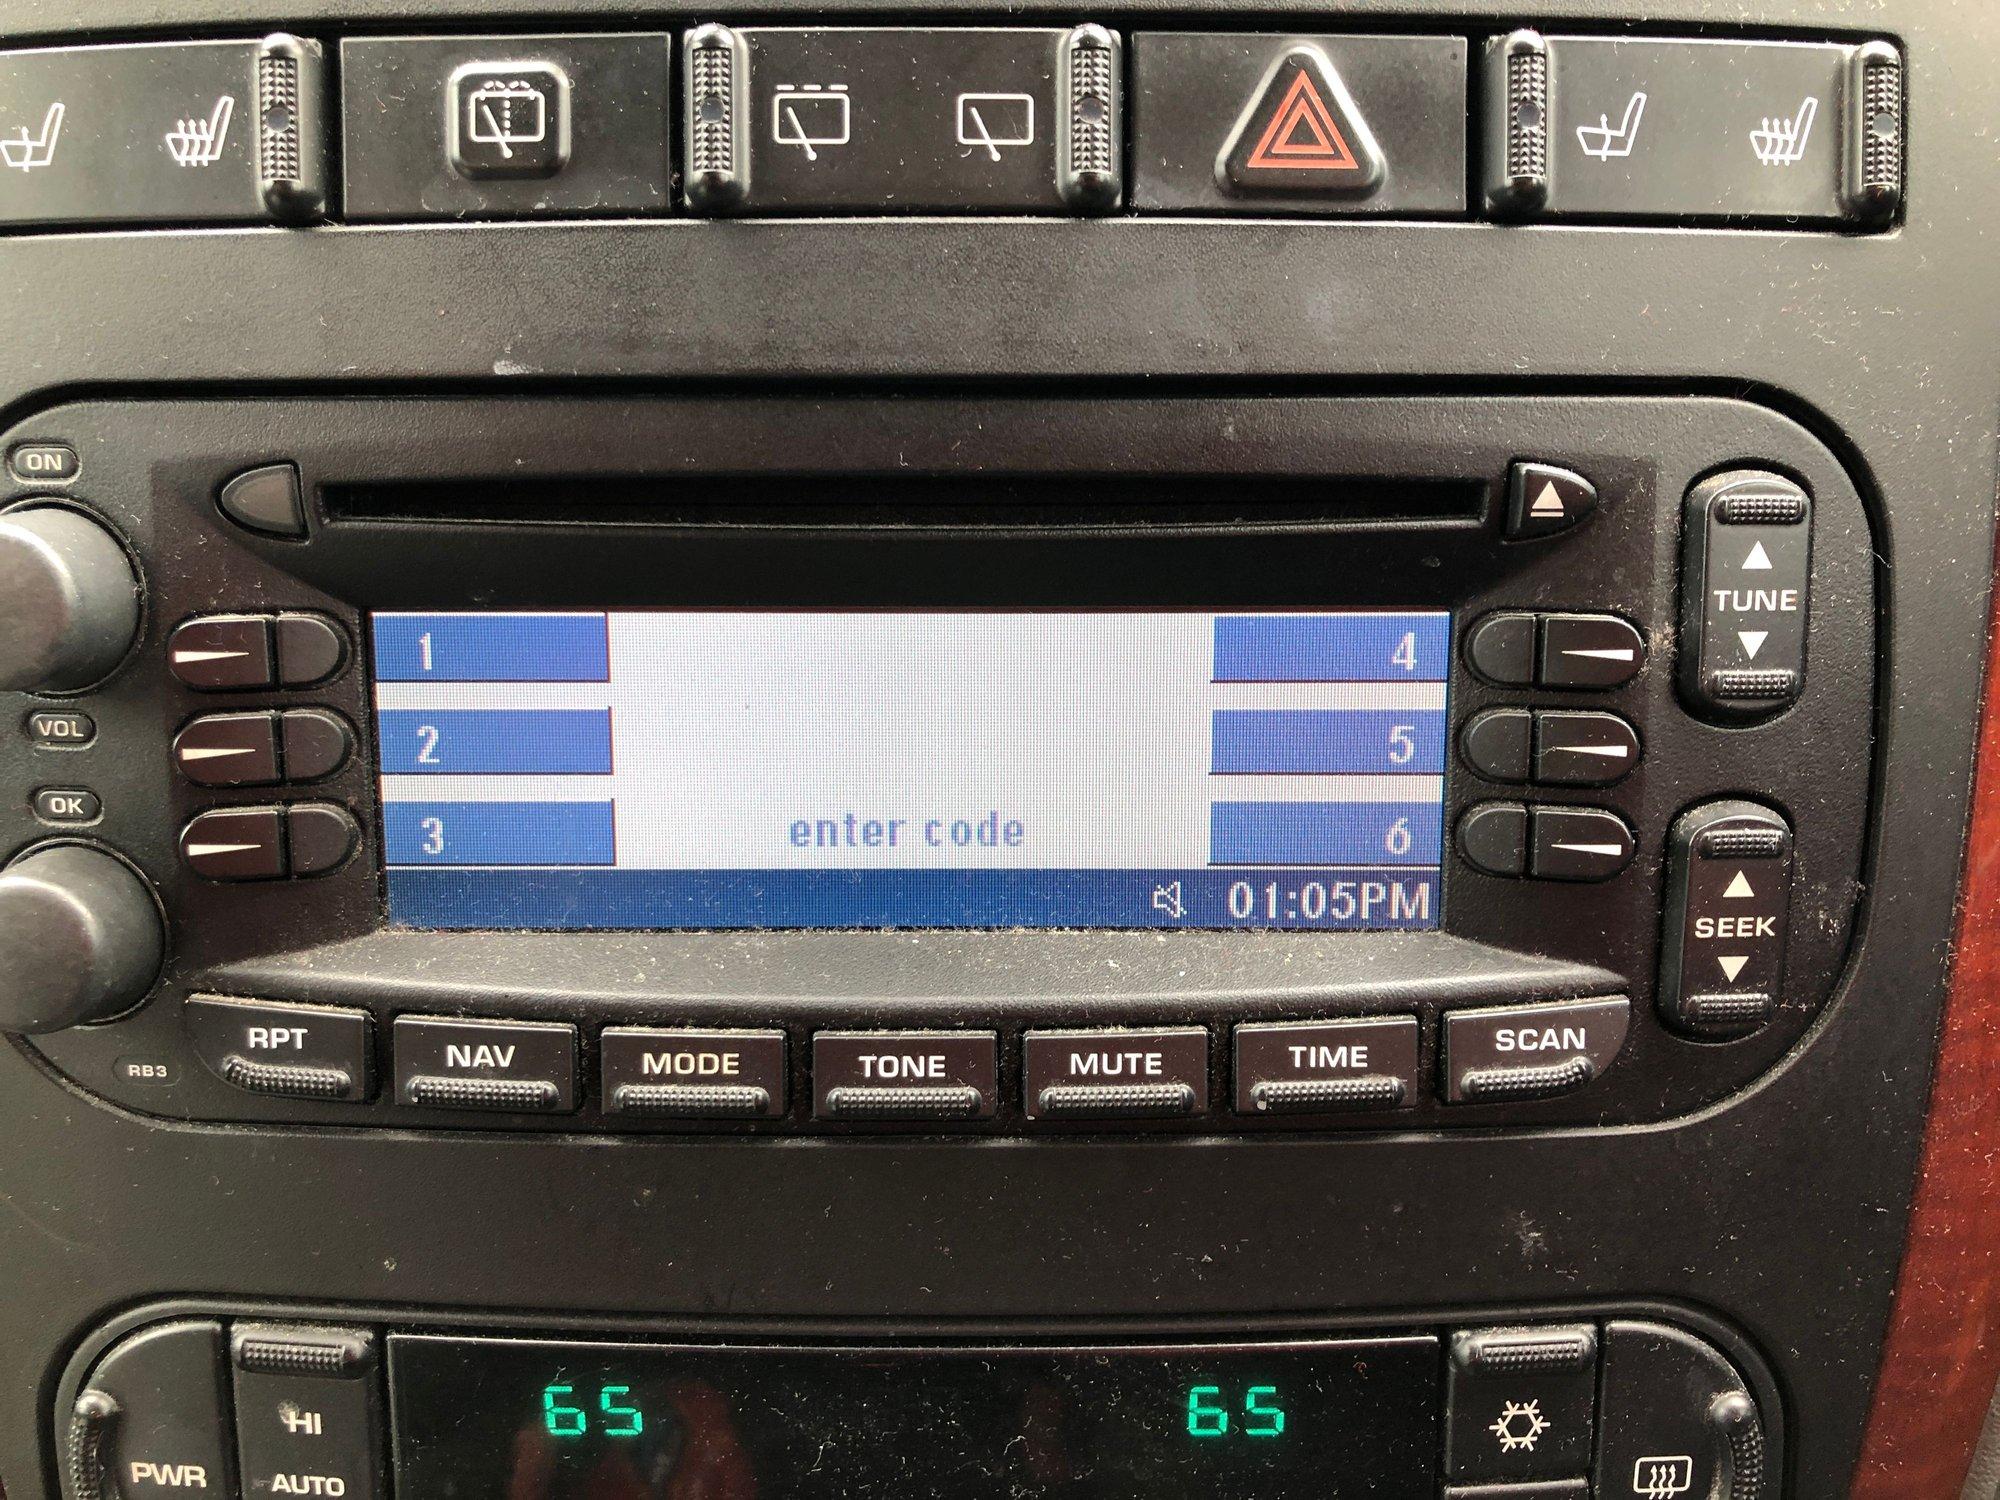 ON
TUNE
1
4
VOL
2
5
OK
3
enter code
6
01:05PM
SEEK
RPT
NAV
MODE
TONE
MUTE
TIME
SCAN
RB3
65
65
HI
PWR
AUTO